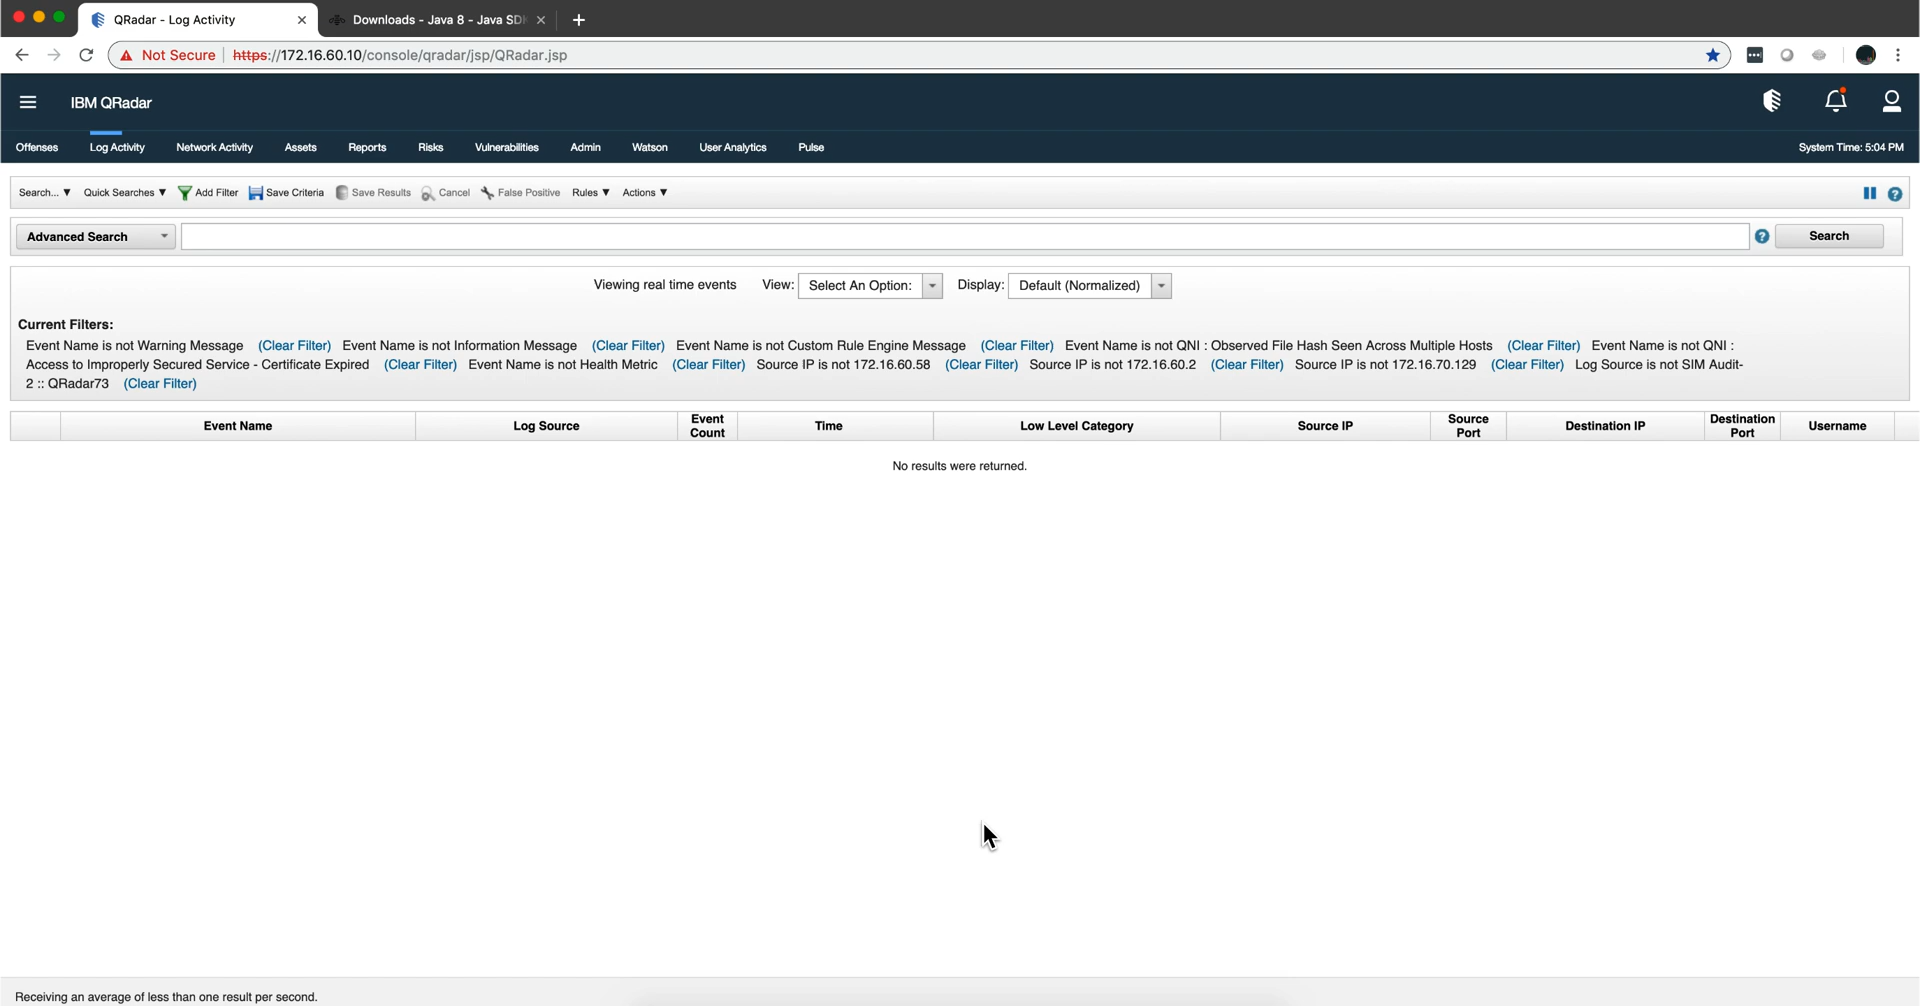 QRadar - Log Activity
Downloads - Java 8 - Java SD
Not Secure https://172.16.60.10/console/qradar/jsp/QRadar.jsp
IBM QRadar
Offenses Log Activity Network Activity Assets Reports Risks Vulnerabilities Admin Watson User Analytics Pulse System Time: 5:04 PM
Search... ▼ Quick Searches ▼ Add Filter Save Criteria Save Results Cancel False Positive Rules ▼ Actions ▼
Advanced Search Search
Viewing real time events View: Select An Option: Display: Default (Normalized)
Current Filters:
Event Name is not Warning Message (Clear Filter) Event Name is not Information Message (Clear Filter) Event Name is not Custom Rule Engine Message (Clear Filter) Event Name is not QNI : Observed File Hash Seen Across Multiple Hosts (Clear Filter) Event Name is not QNI :
Access to Improperly Secured Service - Certificate Expired (Clear Filter) Event Name is not Health Metric (Clear Filter) Source IP is not 172.16.60.58 (Clear Filter) Source IP is not 172.16.60.2 (Clear Filter) Source IP is not 172.16.70.129 (Clear Filter) Log Source is not SIM Audit-
2 :: QRadar73 (Clear Filter)
Event Name Log Source Event Count Time Low Level Category Source IP Source Port Destination IP Destination Port Username
No results were returned.
Receiving an average of less than one result per second.